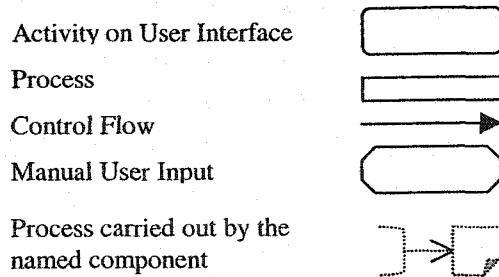 Activity on User Interface
Process
Control Flow
Manual User Input
Process carried out by the
named component